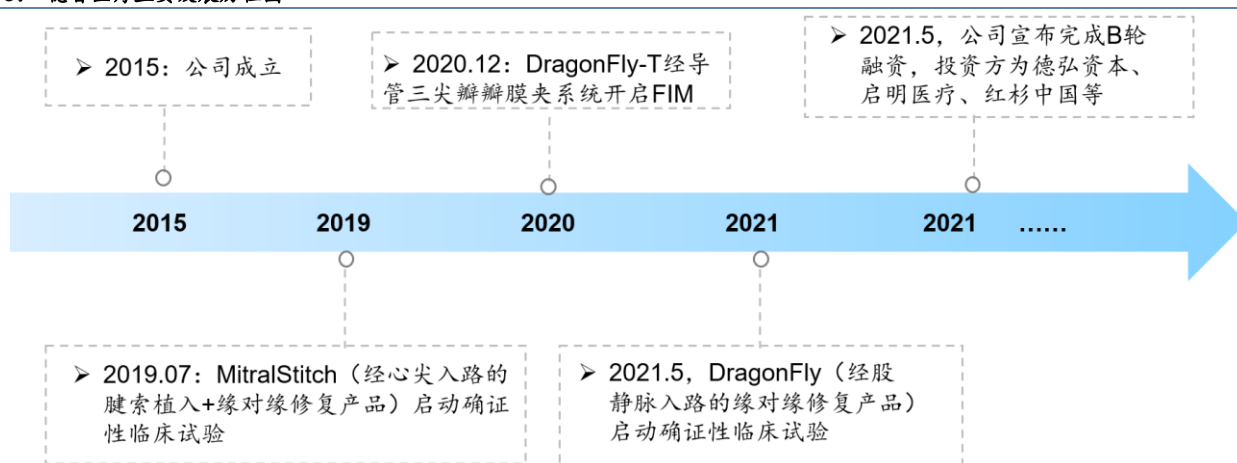 ➢ 2015：公司成立
➢ 2020.12：DragonFly-T经导
管三尖瓣瓣膜夹系统开启FIM
➢ 2021.5，公司宣布完成B轮
融资，投资方为德弘资本、
启明医疗、红杉中国等
2015 2019 2020 2021 2021 ……
➢ 2019.07：MitralStitch（经心尖入路的
腱索植入+缘对缘修复产品）启动确证
性临床试验
➢ 2021.5，DragonFly（经股
静脉入路的缘对缘修复产品）
启动确证性临床试验